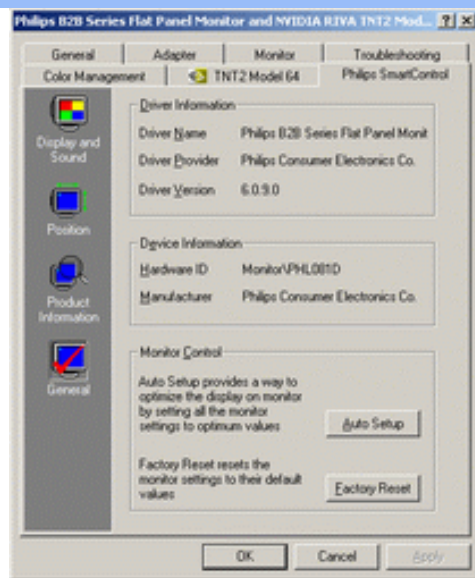 Philips B2B Series Flat Panel Monitor and NVIDIA RIVA TNT2 Mod...
General
Adapter
Monitor
Troubleshooting
Color Management
TNT2 Model 64
Philips SmartControl
Display and
Sound
Position
Product
Information
General
Driver Information
Driver Name Philips B2B Series Flat Panel Monit
Driver Provider Philips Consumer Electronics Co.
Driver Version 6.0.9.0
Device Information
Hardware ID Monitor\PHL081D
Manufacturer Philips Consumer Electronics Co.
Monitor Control
Auto Setup provides a way to
optimize the display on monitor
by setting all the monitor
settings to optimum values
Auto Setup
Factory Reset resets the
monitor settings to their default
values
Factory Reset
OK
Cancel
Apply